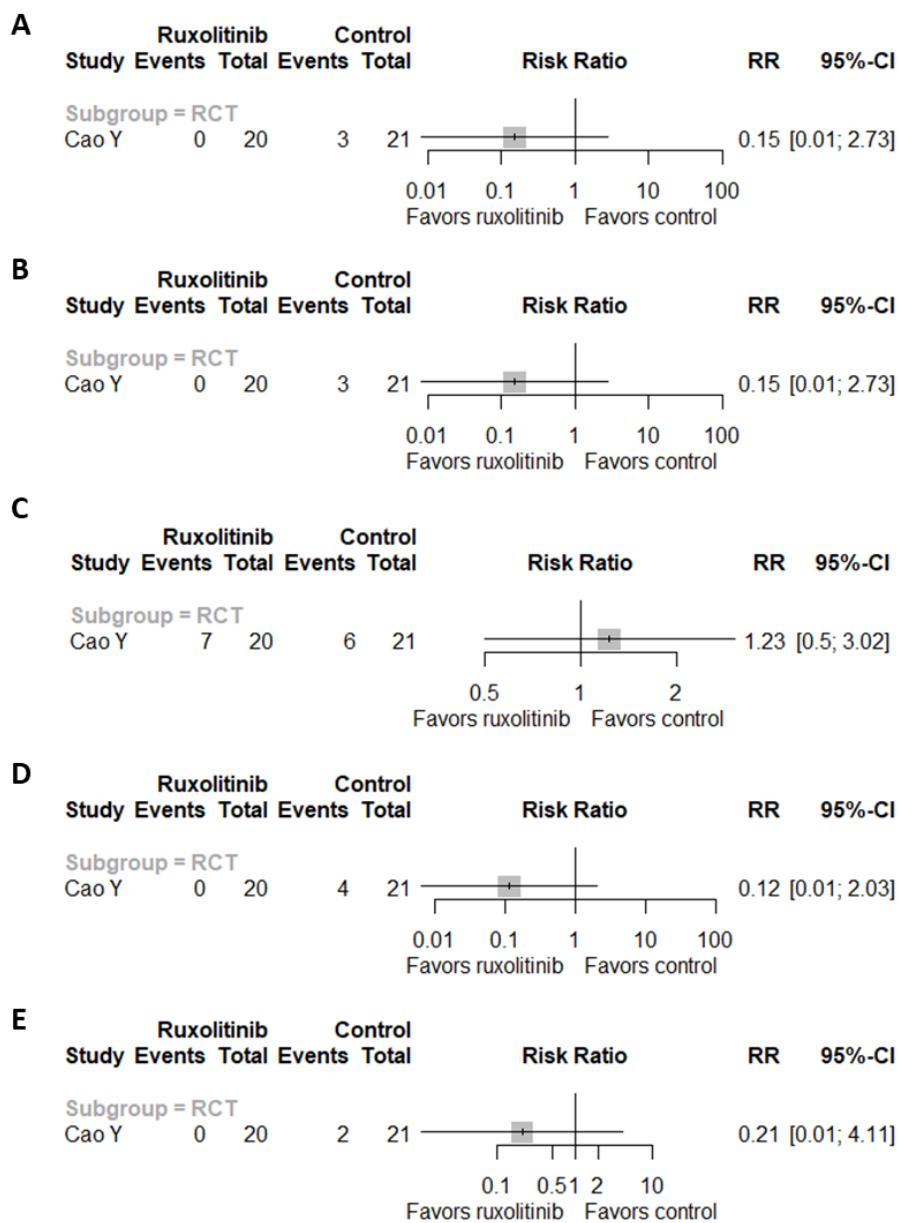 A
Ruxolitinib Control
Study Events Total Events Total Risk Ratio RR 95%-CI
Subgroup = RCT
Cao Y 0 20 3 21 0.15 [0.01; 2.73]
0.01 0.1 1 10 100
Favors ruxolitinib Favors control
B
Ruxolitinib Control
Study Events Total Events Total Risk Ratio RR 95%-CI
Subgroup = RCT
Cao Y 0 20 3 21 0.15 [0.01; 2.73]
0.01 0.1 1 10 100
Favors ruxolitinib Favors control
C
Ruxolitinib Control
Study Events Total Events Total Risk Ratio RR 95%-CI
Subgroup = RCT
Cao Y 7 20 6 21 1.23 [0.5; 3.02]
0.5 1 2
Favors ruxolitinib Favors control
D
Ruxolitinib Control
Study Events Total Events Total Risk Ratio RR 95%-CI
Subgroup = RCT
Cao Y 0 20 4 21 0.12 [0.01; 2.03]
0.01 0.1 1 10 100
Favors ruxolitinib Favors control
E
Ruxolitinib Control
Study Events Total Events Total Risk Ratio RR 95%-CI
Subgroup = RCT
Cao Y 0 20 2 21 0.21 [0.01; 4.11]
0.1 0.5 1 2 10
Favors ruxolitinib Favors control